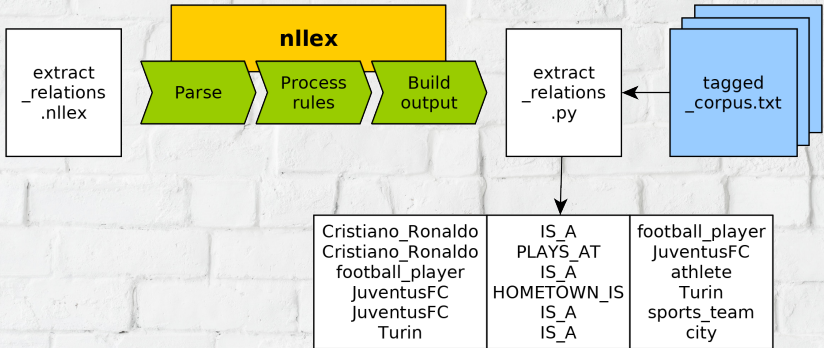 nllex
extract
_relations
.nllex
Parse
Process
rules
Build
output
extract
_relations
.py
tagged
_corpus.txt
Cristiano_Ronaldo IS_A football_player
Cristiano_Ronaldo PLAYS_AT JuventusFC
football_player IS_A athlete
JuventusFC HOMETOWN_IS Turin
JuventusFC IS_A sports_team
Turin IS_A city